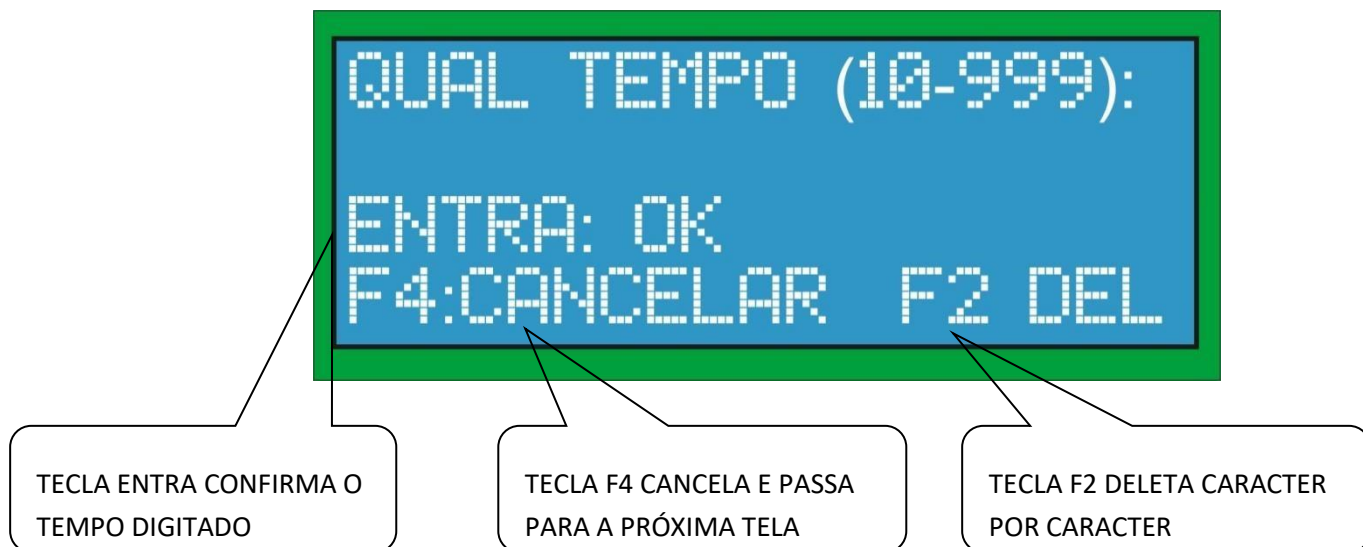 QUAL TEMPO (10-999):
ENTRA: OK
F4:CANCELAR F2 DEL
TECLA ENTRA CONFIRMA O
TEMPO DIGITADO
TECLA F4 CANCELA E PASSA
PARA A PRÓXIMA TELA
TECLA F2 DELETA CARACTER
POR CARACTER